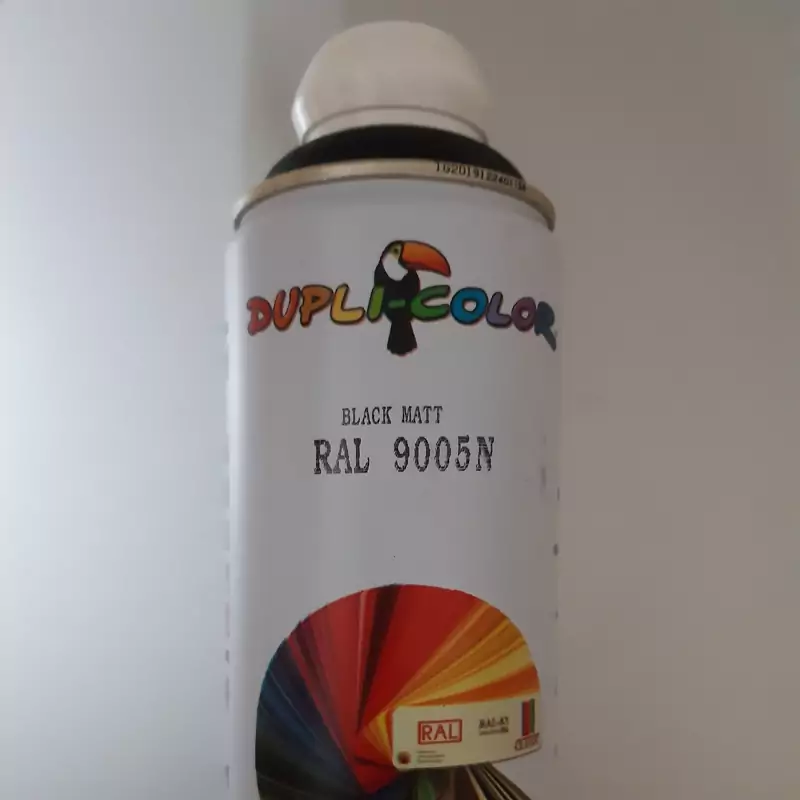 DUPLI-COLOR
BLACK MATT
RAL 9005N
RAL